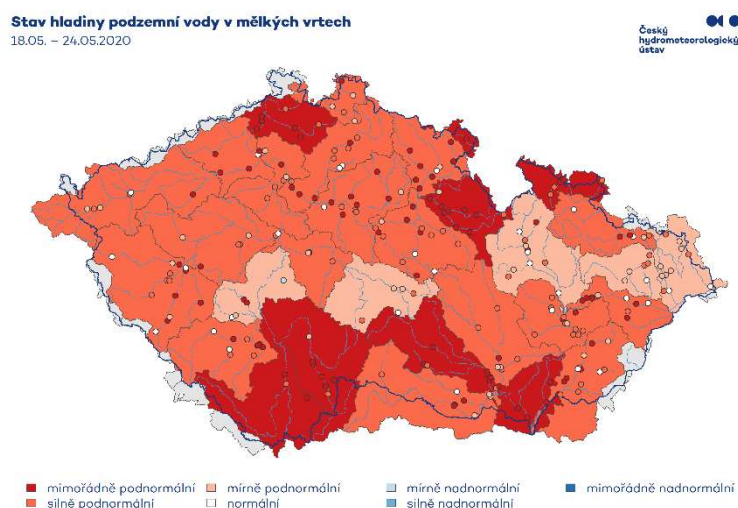 Stav hladiny podzemní vody v mělkých vrtech
18.05. – 24.05.2020
Český
hydrometeorologický
ústav
mimořádně podnormální
mírně podnormální
mírně nadnormální
mimořádně nadnormální
silně podnormální
normální
silně nadnormální